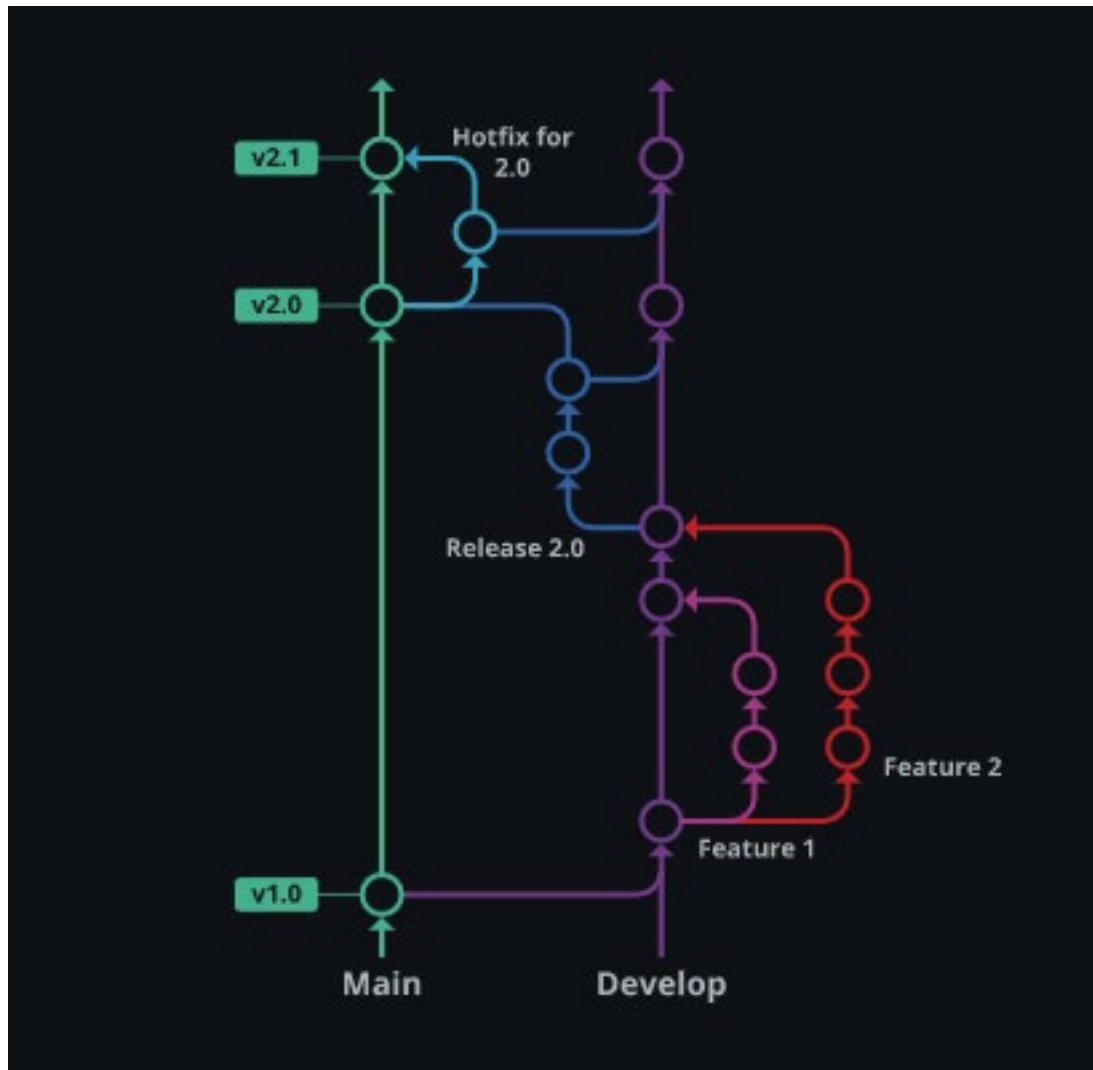 v2.1
Hotfix for
2.0
v2.0
Release 2.0
Feature 2
Feature 1
v1.0
Main
Develop